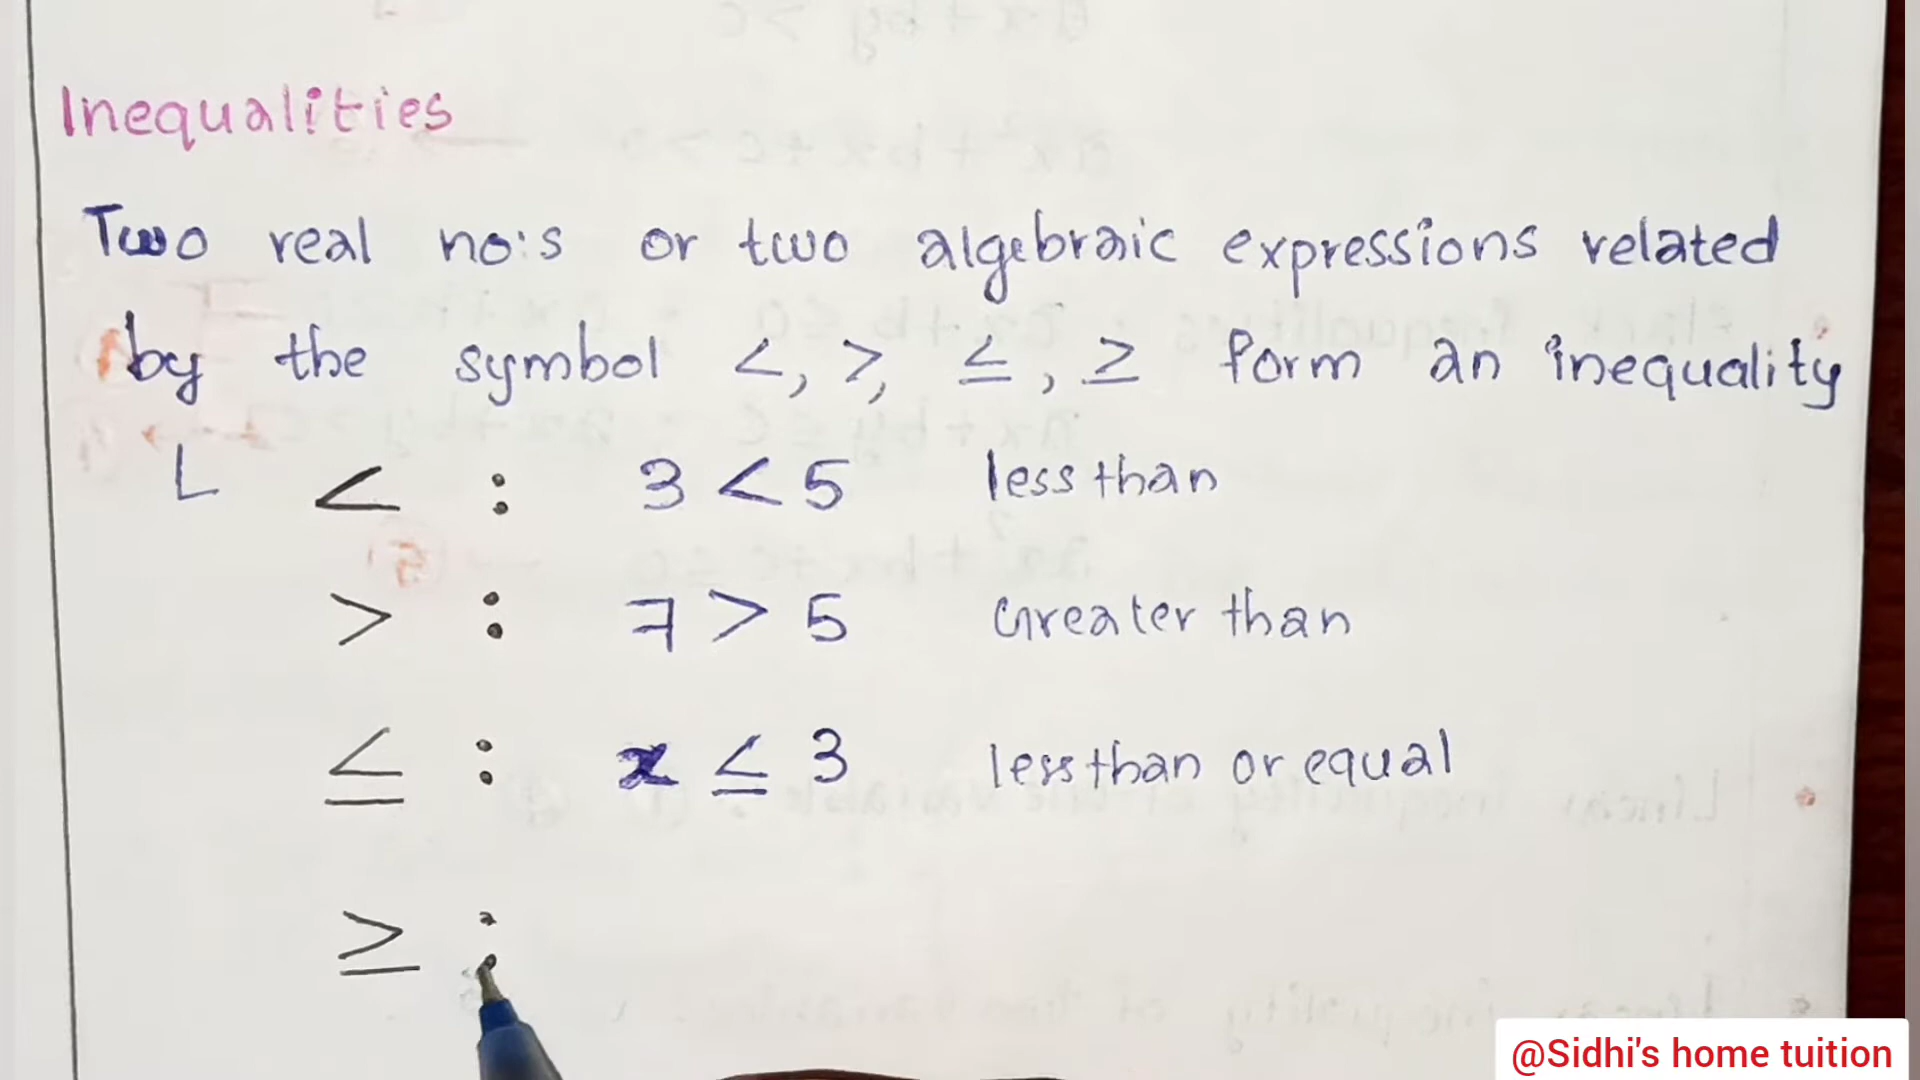 Inequalities
Two real no:s or two algebraic expressions related
by the symbol <, >, ≤, ≥ form an inequality
L < : 3 < 5 less than
> : 7 > 5 Greater than
≤ : x ≤ 3 less than or equal
≥ :
@Sidhi's home tuition